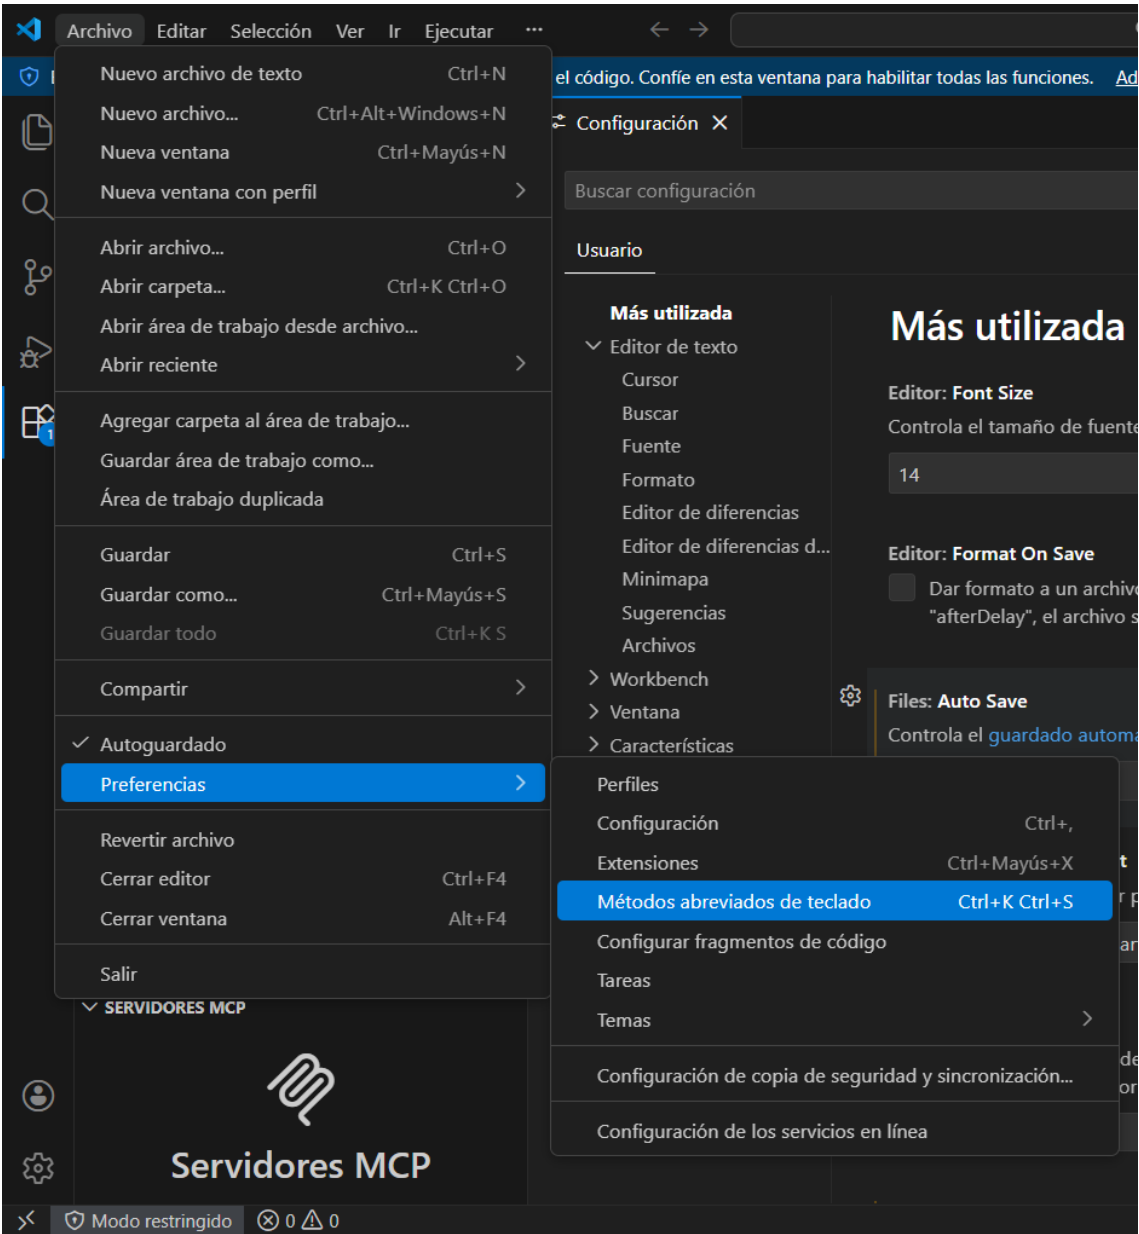 Archivo Editar Selección Ver Ir Ejecutar ···
Nuevo archivo de texto Ctrl+N
Nuevo archivo... Ctrl+Alt+Windows+N
Nueva ventana Ctrl+Mayús+N
Nueva ventana con perfil
Abrir archivo... Ctrl+O
Abrir carpeta... Ctrl+K Ctrl+O
Abrir área de trabajo desde archivo...
Abrir reciente
Agregar carpeta al área de trabajo...
Guardar área de trabajo como...
Área de trabajo duplicada
Guardar Ctrl+S
Guardar como... Ctrl+Mayús+S
Guardar todo Ctrl+K S
Compartir
Autoguardado
Preferencias
Revertir archivo
Cerrar editor Ctrl+F4
Cerrar ventana Alt+F4
Salir
el código. Confíe en esta ventana para habilitar todas las funciones. Ad
Configuración
Buscar configuración
Usuario
Más utilizada
Editor de texto
Cursor
Buscar
Fuente
Formato
Editor de diferencias
Editor de diferencias d...
Minimapa
Sugerencias
Archivos
Workbench
Ventana
Características
Más utilizada
Editor: Font Size
Controla el tamaño de fuente
14
Editor: Format On Save
Dar formato a un archivo
"afterDelay", el archivo s
Files: Auto Save
Controla el guardado automa
Perfiles
Configuración Ctrl+,
Extensiones Ctrl+Mayús+X
Métodos abreviados de teclado Ctrl+K Ctrl+S
Configurar fragmentos de código
Tareas
Temas
Configuración de copia de seguridad y sincronización...
Configuración de los servicios en línea
1
SERVIDORES MCP
Servidores MCP
Modo restringido 0 0